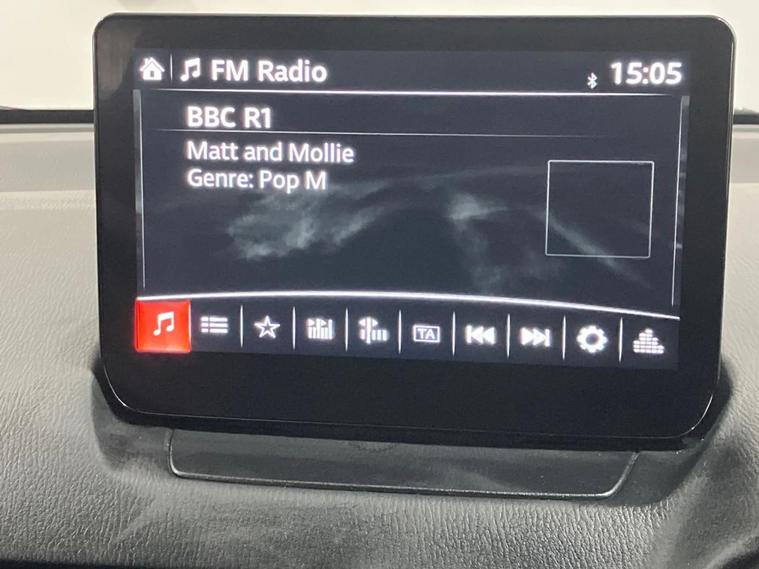 FM Radio
15:05
BBC R1
Matt and Mollie
Genre: Pop M
TA